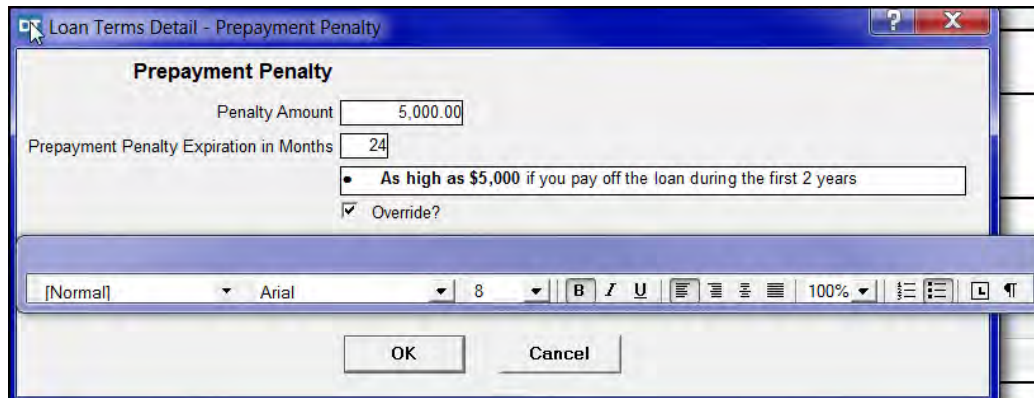 Loan Terms Detail - Prepayment Penalty
?
X
Prepayment Penalty
Penalty Amount 5,000.00
Prepayment Penalty Expiration in Months 24
• As high as $5,000 if you pay off the loan during the first 2 years
Override?
[Normal] Arial 8 B I U 100% ¶
OK Cancel